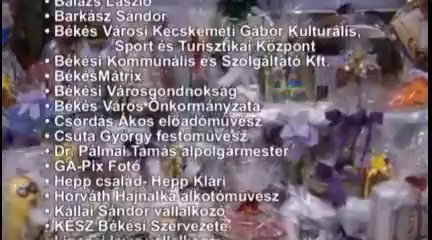 Balázs László
• Barkász Sándor
• Békés Városi Kecskeméti Gábor Kulturális,
Sport és Turisztikai Központ
• Békési Kommunális és Szolgáltató Kft.
• BékésMátrix
• Békési Városgondnokság
• Békés Város Önkormányzata
• Csordás Ákos előadóművész
• Csuta György festőművész
• Dr. Pálmai Tamás alpolgármester
• GA-Pix Fotó
• Hepp család- Hepp Klári
• Horváth Hajnalka alkotóművész
• Kállai Sándor vállalkozó
• KÉSZ Békési Szervezete